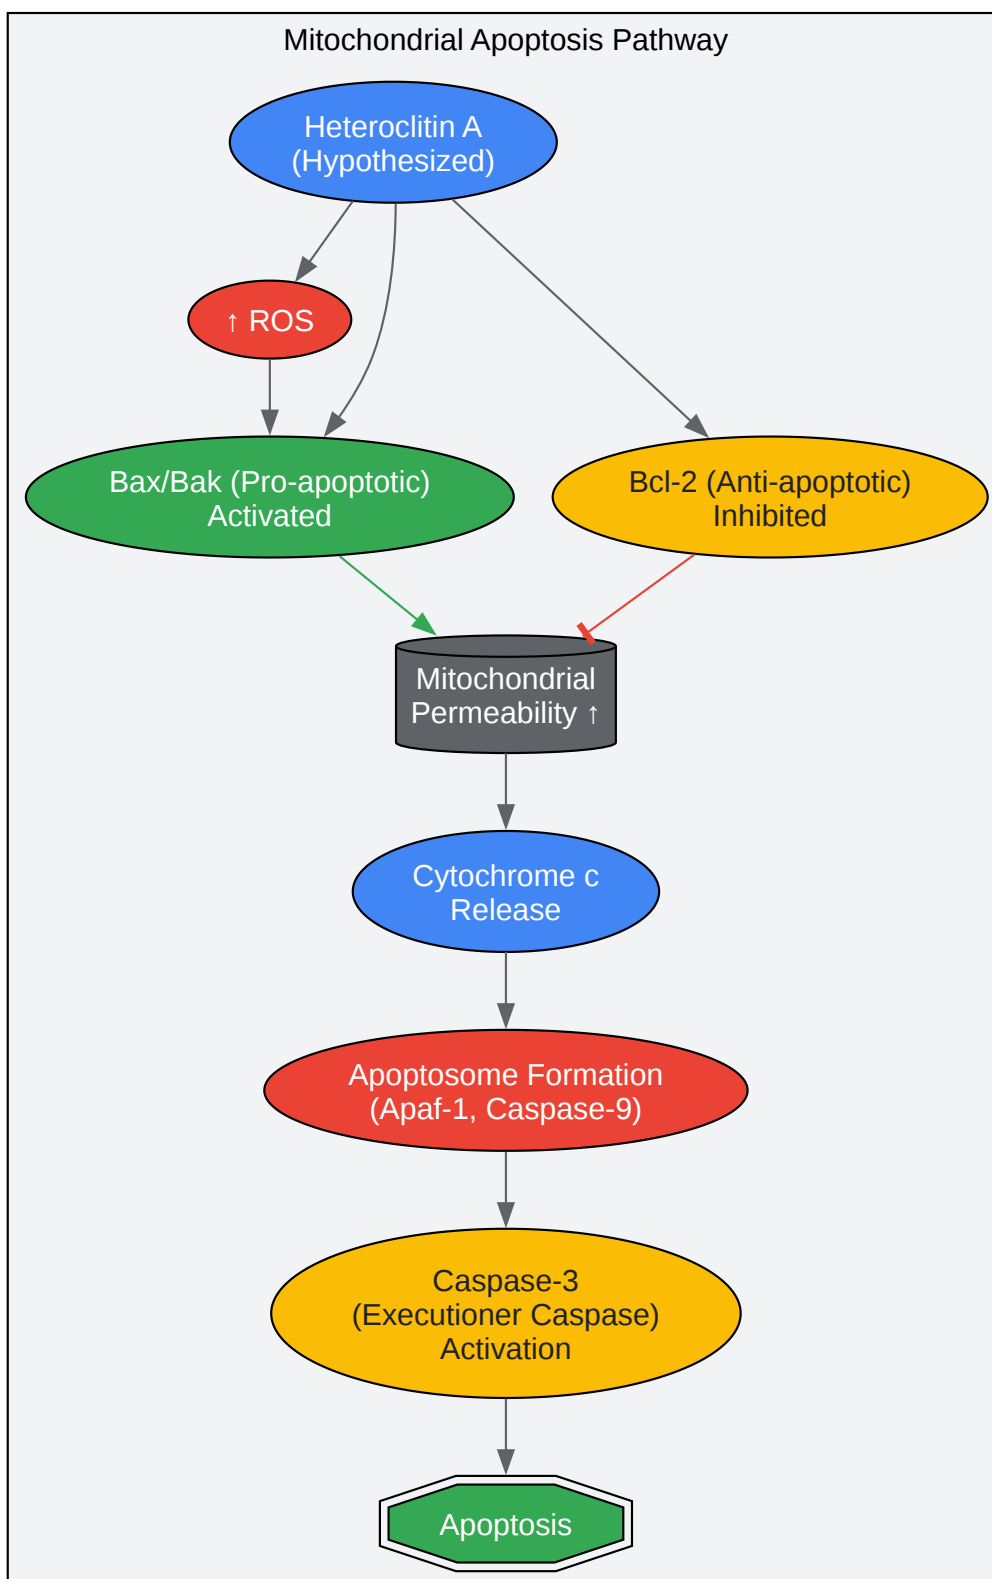 Mitochondrial Apoptosis Pathway
Heteroclitin A
(Hypothesized)
↑ ROS
Bax/Bak (Pro-apoptotic)
Activated
Bcl-2 (Anti-apoptotic)
Inhibited
Mitochondrial
Permeability ↑
Cytochrome c
Release
Apoptosome Formation
(Apaf-1, Caspase-9)
Caspase-3
(Executioner Caspase)
Activation
Apoptosis